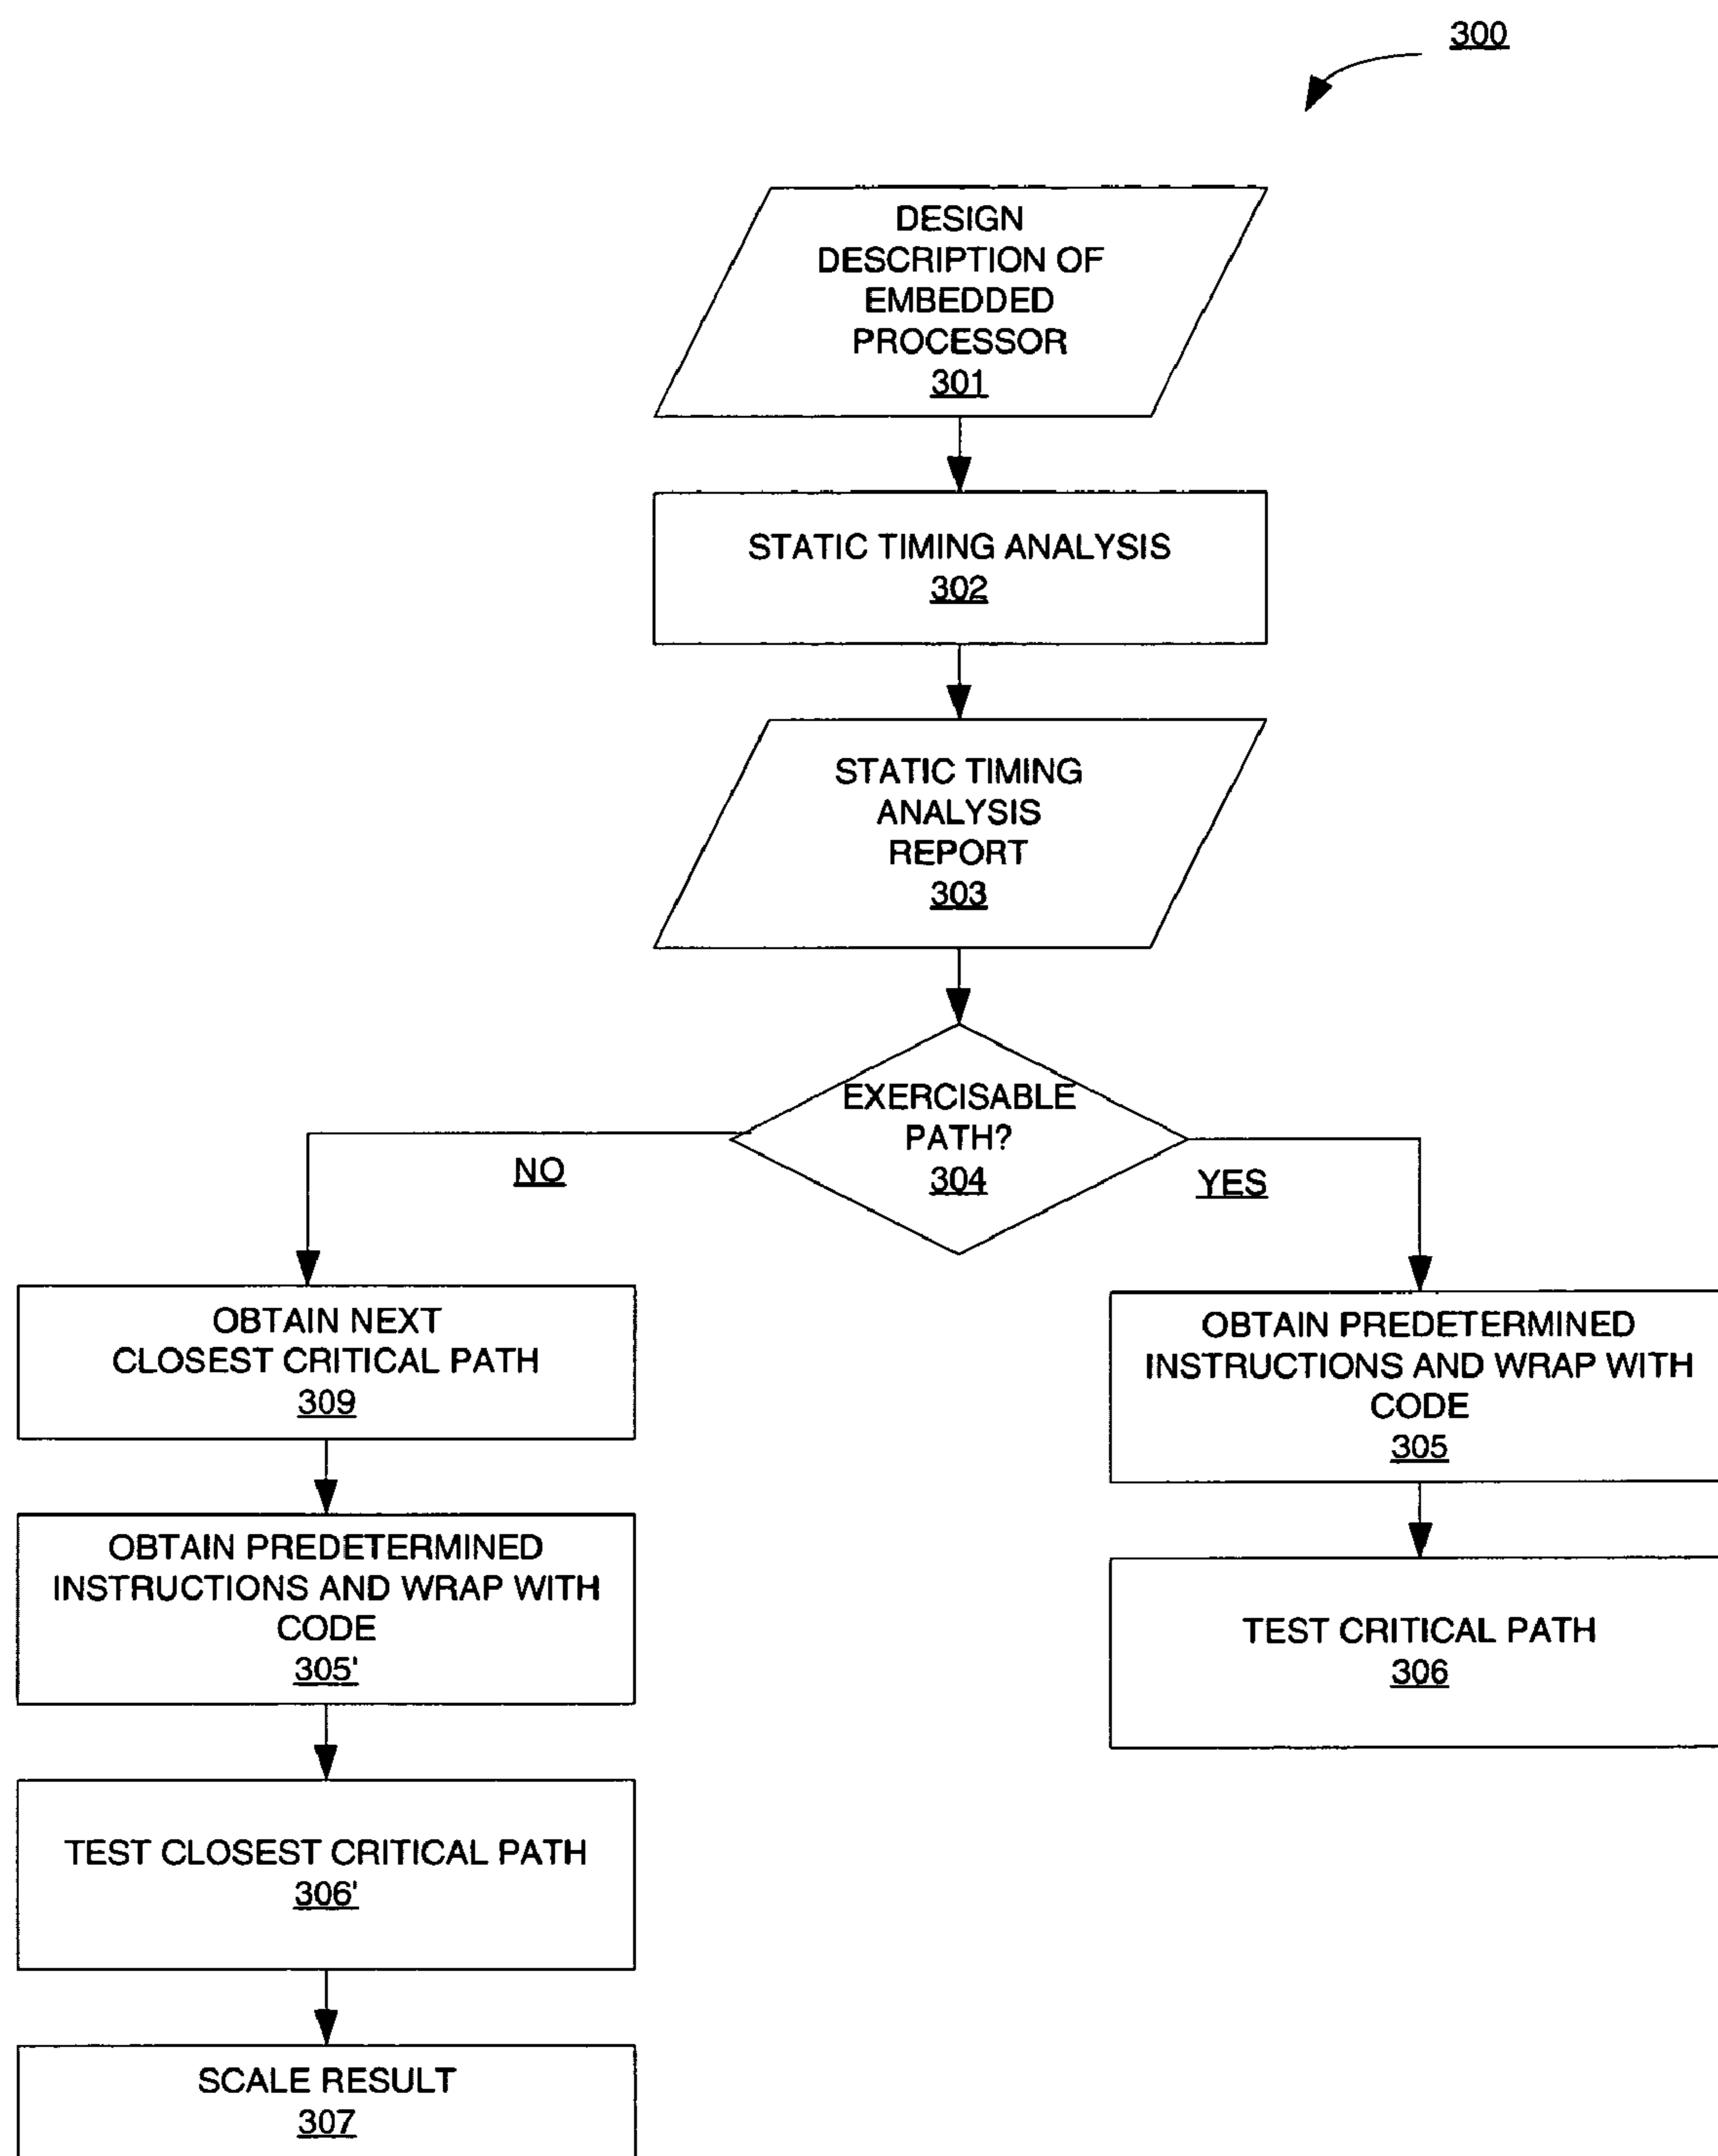 300
DESIGN
DESCRIPTION OF
EMBEDDED
PROCESSOR
301
STATIC TIMING ANALYSIS
302
STATIC TIMING
ANALYSIS
REPORT
303
EXERCISABLE
PATH?
304
NO
YES
OBTAIN NEXT
CLOSEST CRITICAL PATH
309
OBTAIN PREDETERMINED
INSTRUCTIONS AND WRAP WITH
CODE
305'
TEST CLOSEST CRITICAL PATH
306'
SCALE RESULT
307
OBTAIN PREDETERMINED
INSTRUCTIONS AND WRAP WITH
CODE
305
TEST CRITICAL PATH
306